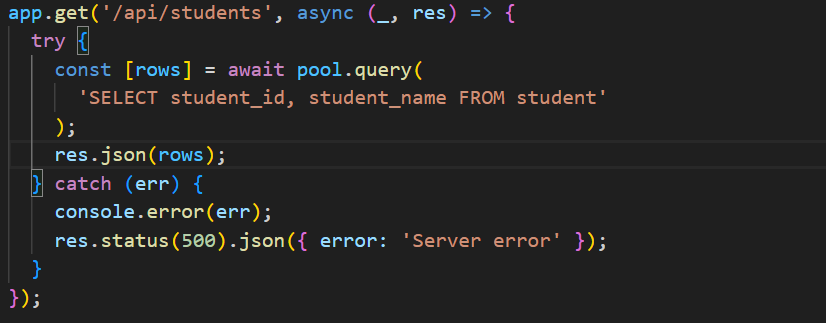 app.get('/api/students', async (_, res) => {
  try {
    const [rows] = await pool.query(
      'SELECT student_id, student_name FROM student'
    );
    res.json(rows);
  } catch (err) {
    console.error(err);
    res.status(500).json({ error: 'Server error' });
  }
});